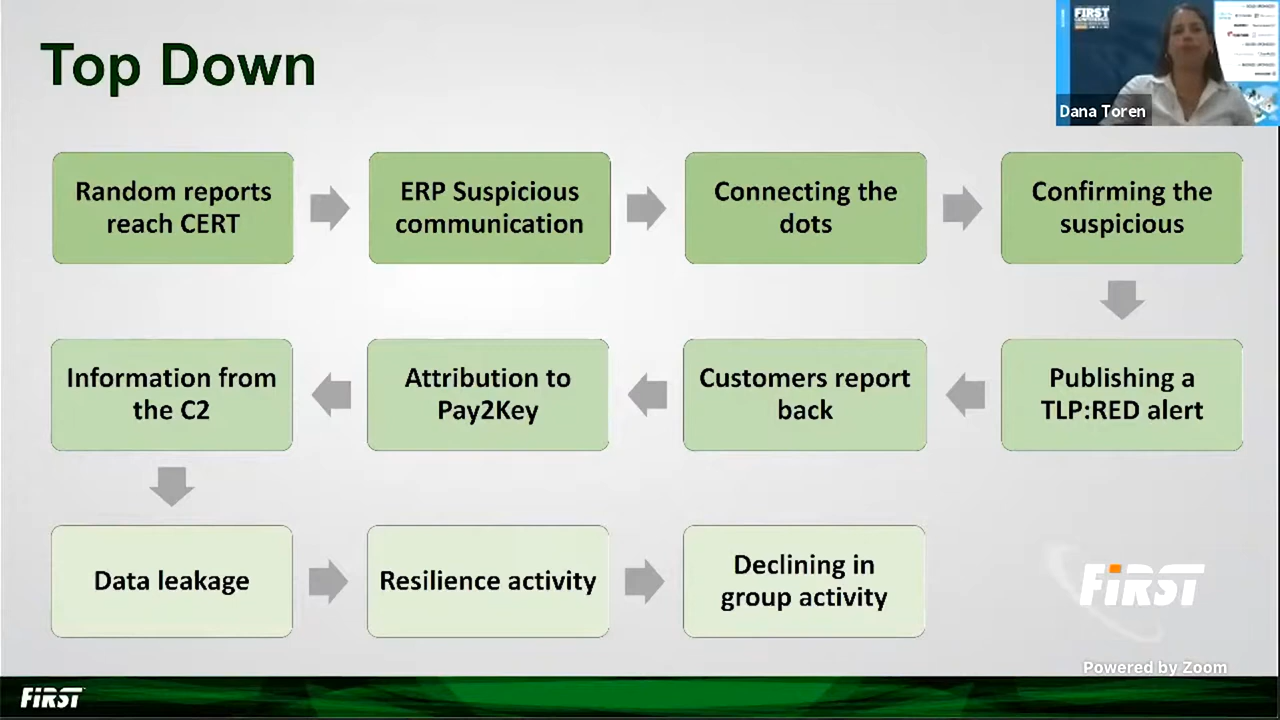 Top Down
FIRST
CONFERENCE
Dana Toren
Random reports
reach CERT
ERP Suspicious
communication
Connecting the
dots
Confirming the
suspicious
Publishing a
TLP:RED alert
Customers report
back
Attribution to
Pay2Key
Information from
the C2
Data leakage
Resilience activity
Declining in
group activity
FiRST
Powered by Zoom
FiRST